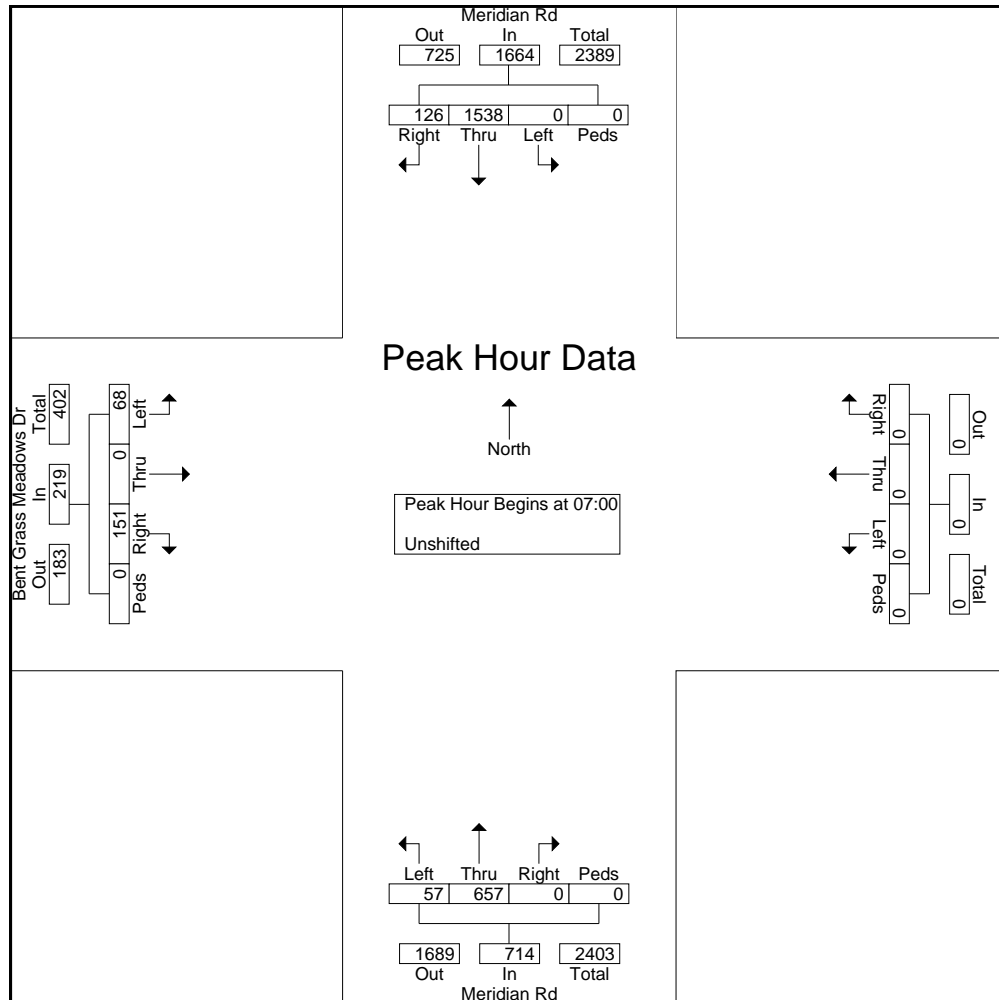 Meridian Rd
Out In Total
725 1664 2389
126 1538 0 0
Right Thru Left Peds
Peak Hour Data
North
Peak Hour Begins at 07:00
Unshifted
Bent Grass Meadows Dr
Out In Total
183 219 402
0 151 0 68
Peds Right Thru Left
Right Thru Left Peds
0 0 0 0
0 0 0
Out In Total
Left Thru Right Peds
57 657 0 0
1689 714 2403
Out In Total
Meridian Rd